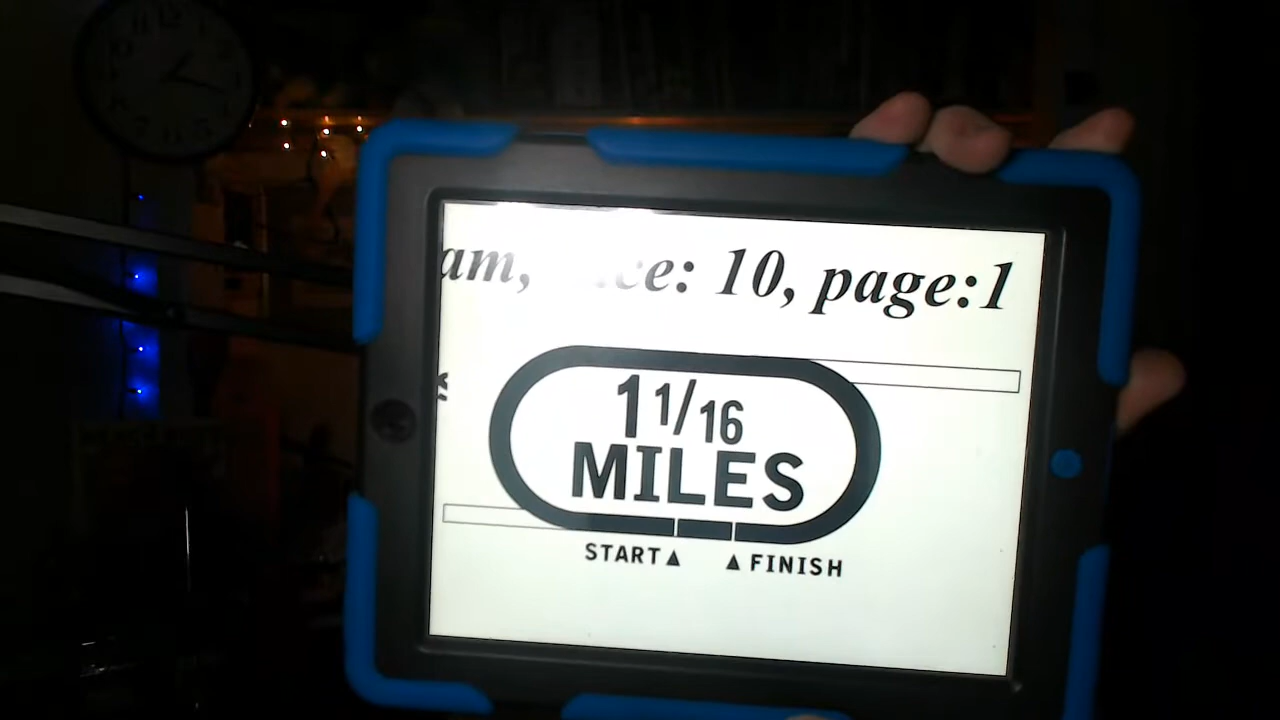 am, ce: 10, page:1
1 1/16
MILES
START▲ ▲FINISH